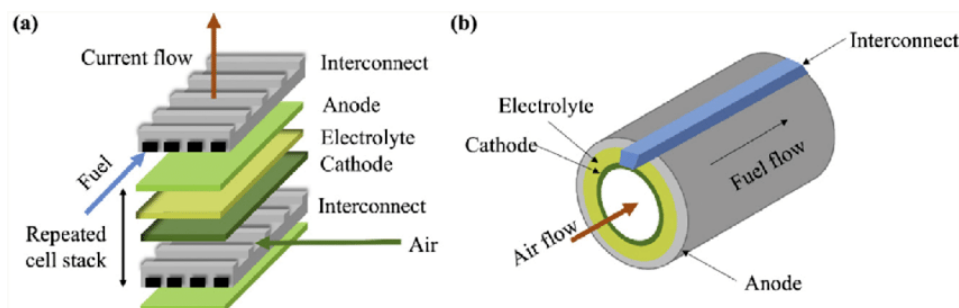 (a)
Current flow
Interconnect
Anode
Electrolyte
Cathode
Fuel
Interconnect
Repeated
cell stack
Air
(b)
Interconnect
Electrolyte
Cathode
Fuel flow
Air flow
Anode